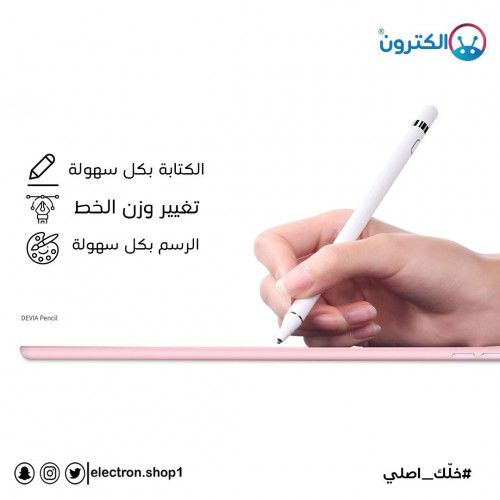 الكترون®
الكتابة بكل سهولة
تغيير وزن الخط
الرسم بكل سهولة
DEVIA Pencil
electron.shop1
#خلّك_اصلي